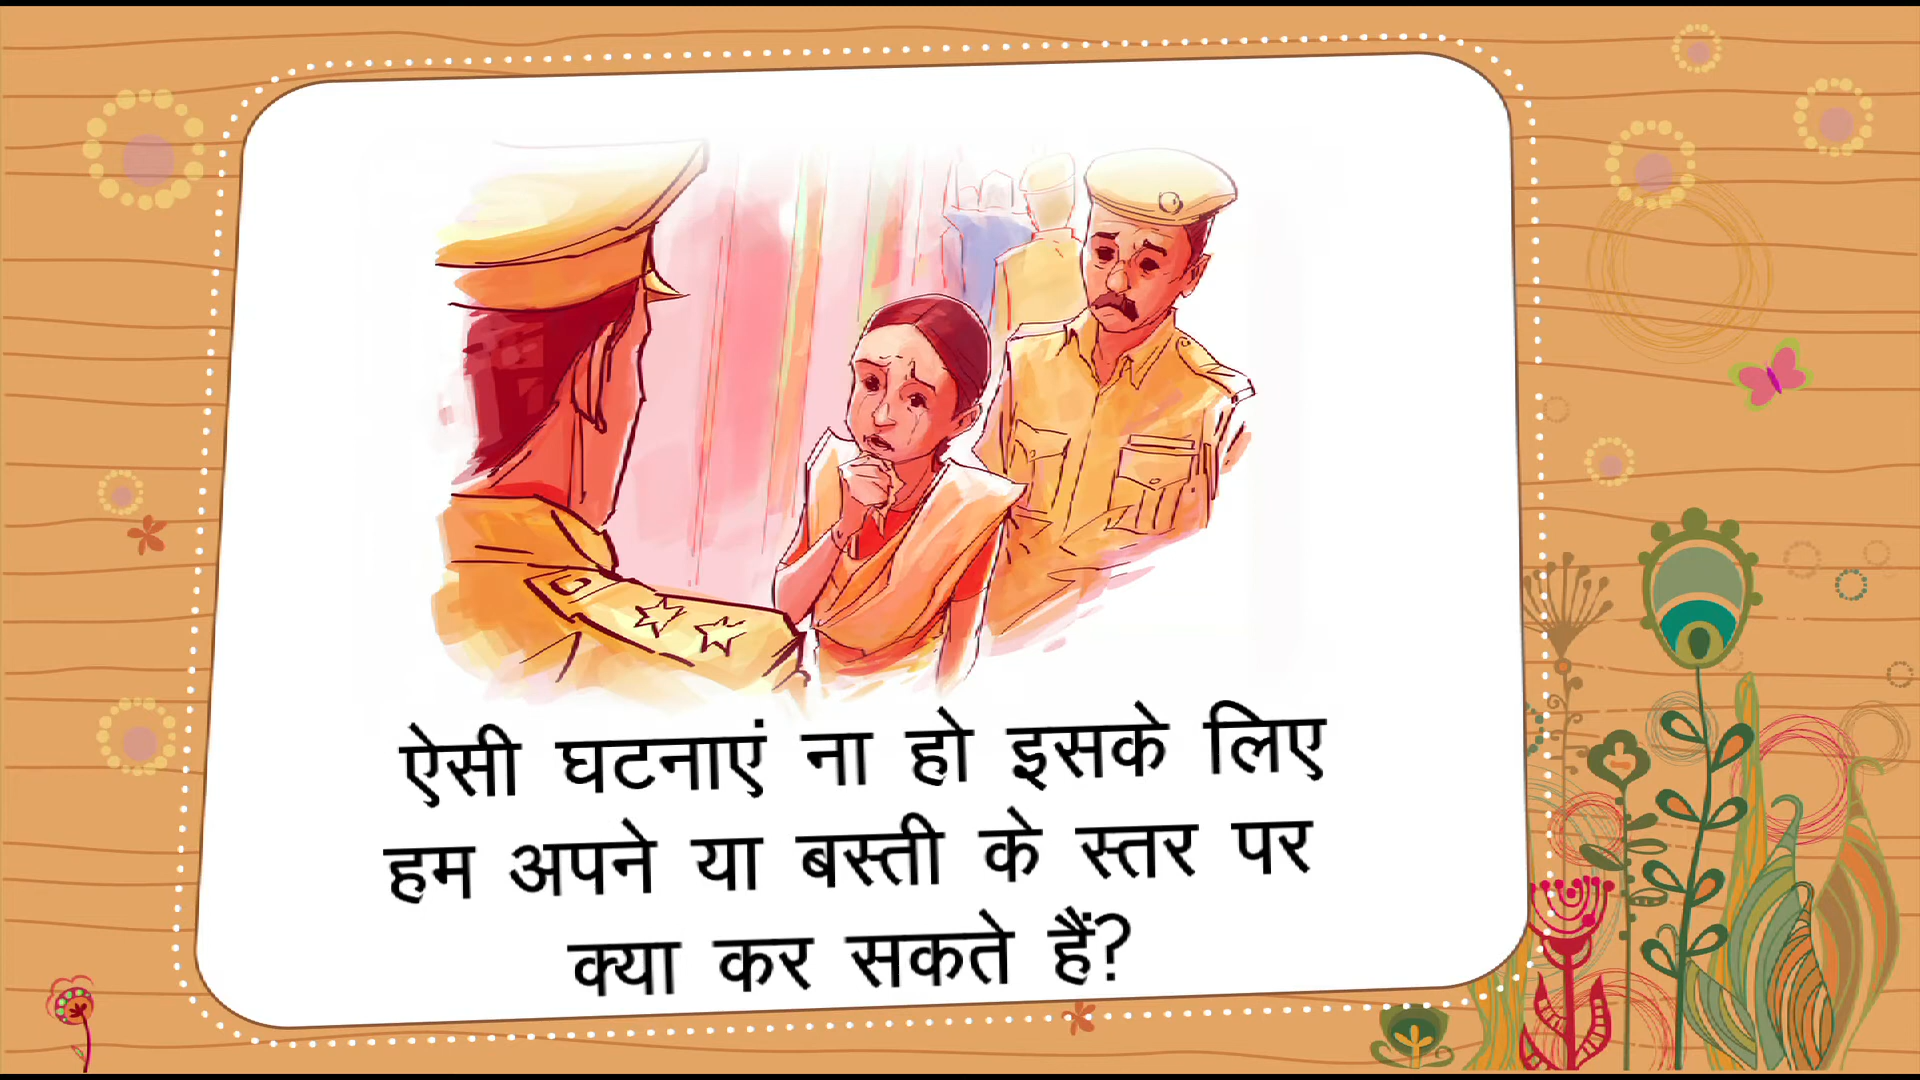 ऐसी घटनाएं ना हो इसके लिए
हम अपने या बस्ती के स्तर पर
क्या कर सकते हैं?